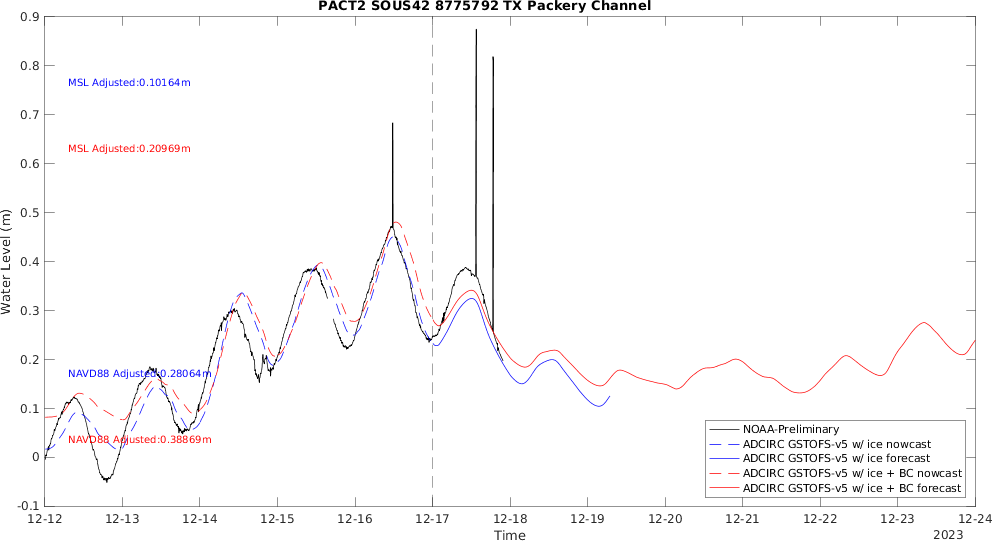 PACT2 SOUS42 8775792 TX Packery Channel
0.9
0.8
0.7
0.6
0.5
0.4
0.3
0.2
0.1
0
-0.1
Water Level (m)
MSL Adjusted:0.10164m
MSL Adjusted:0.20969m
NAVD88 Adjusted:0.28064m
NAVD88 Adjusted:0.38869m
NOAA-Preliminary
ADCIRC GSTOFS-v5 w/ ice nowcast
ADCIRC GSTOFS-v5 w/ ice forecast
ADCIRC GSTOFS-v5 w/ ice + BC nowcast
ADCIRC GSTOFS-v5 w/ ice + BC forecast
12-12 12-13 12-14 12-15 12-16 12-17 12-18 12-19 12-20 12-21 12-22 12-23 12-24
Time
2023